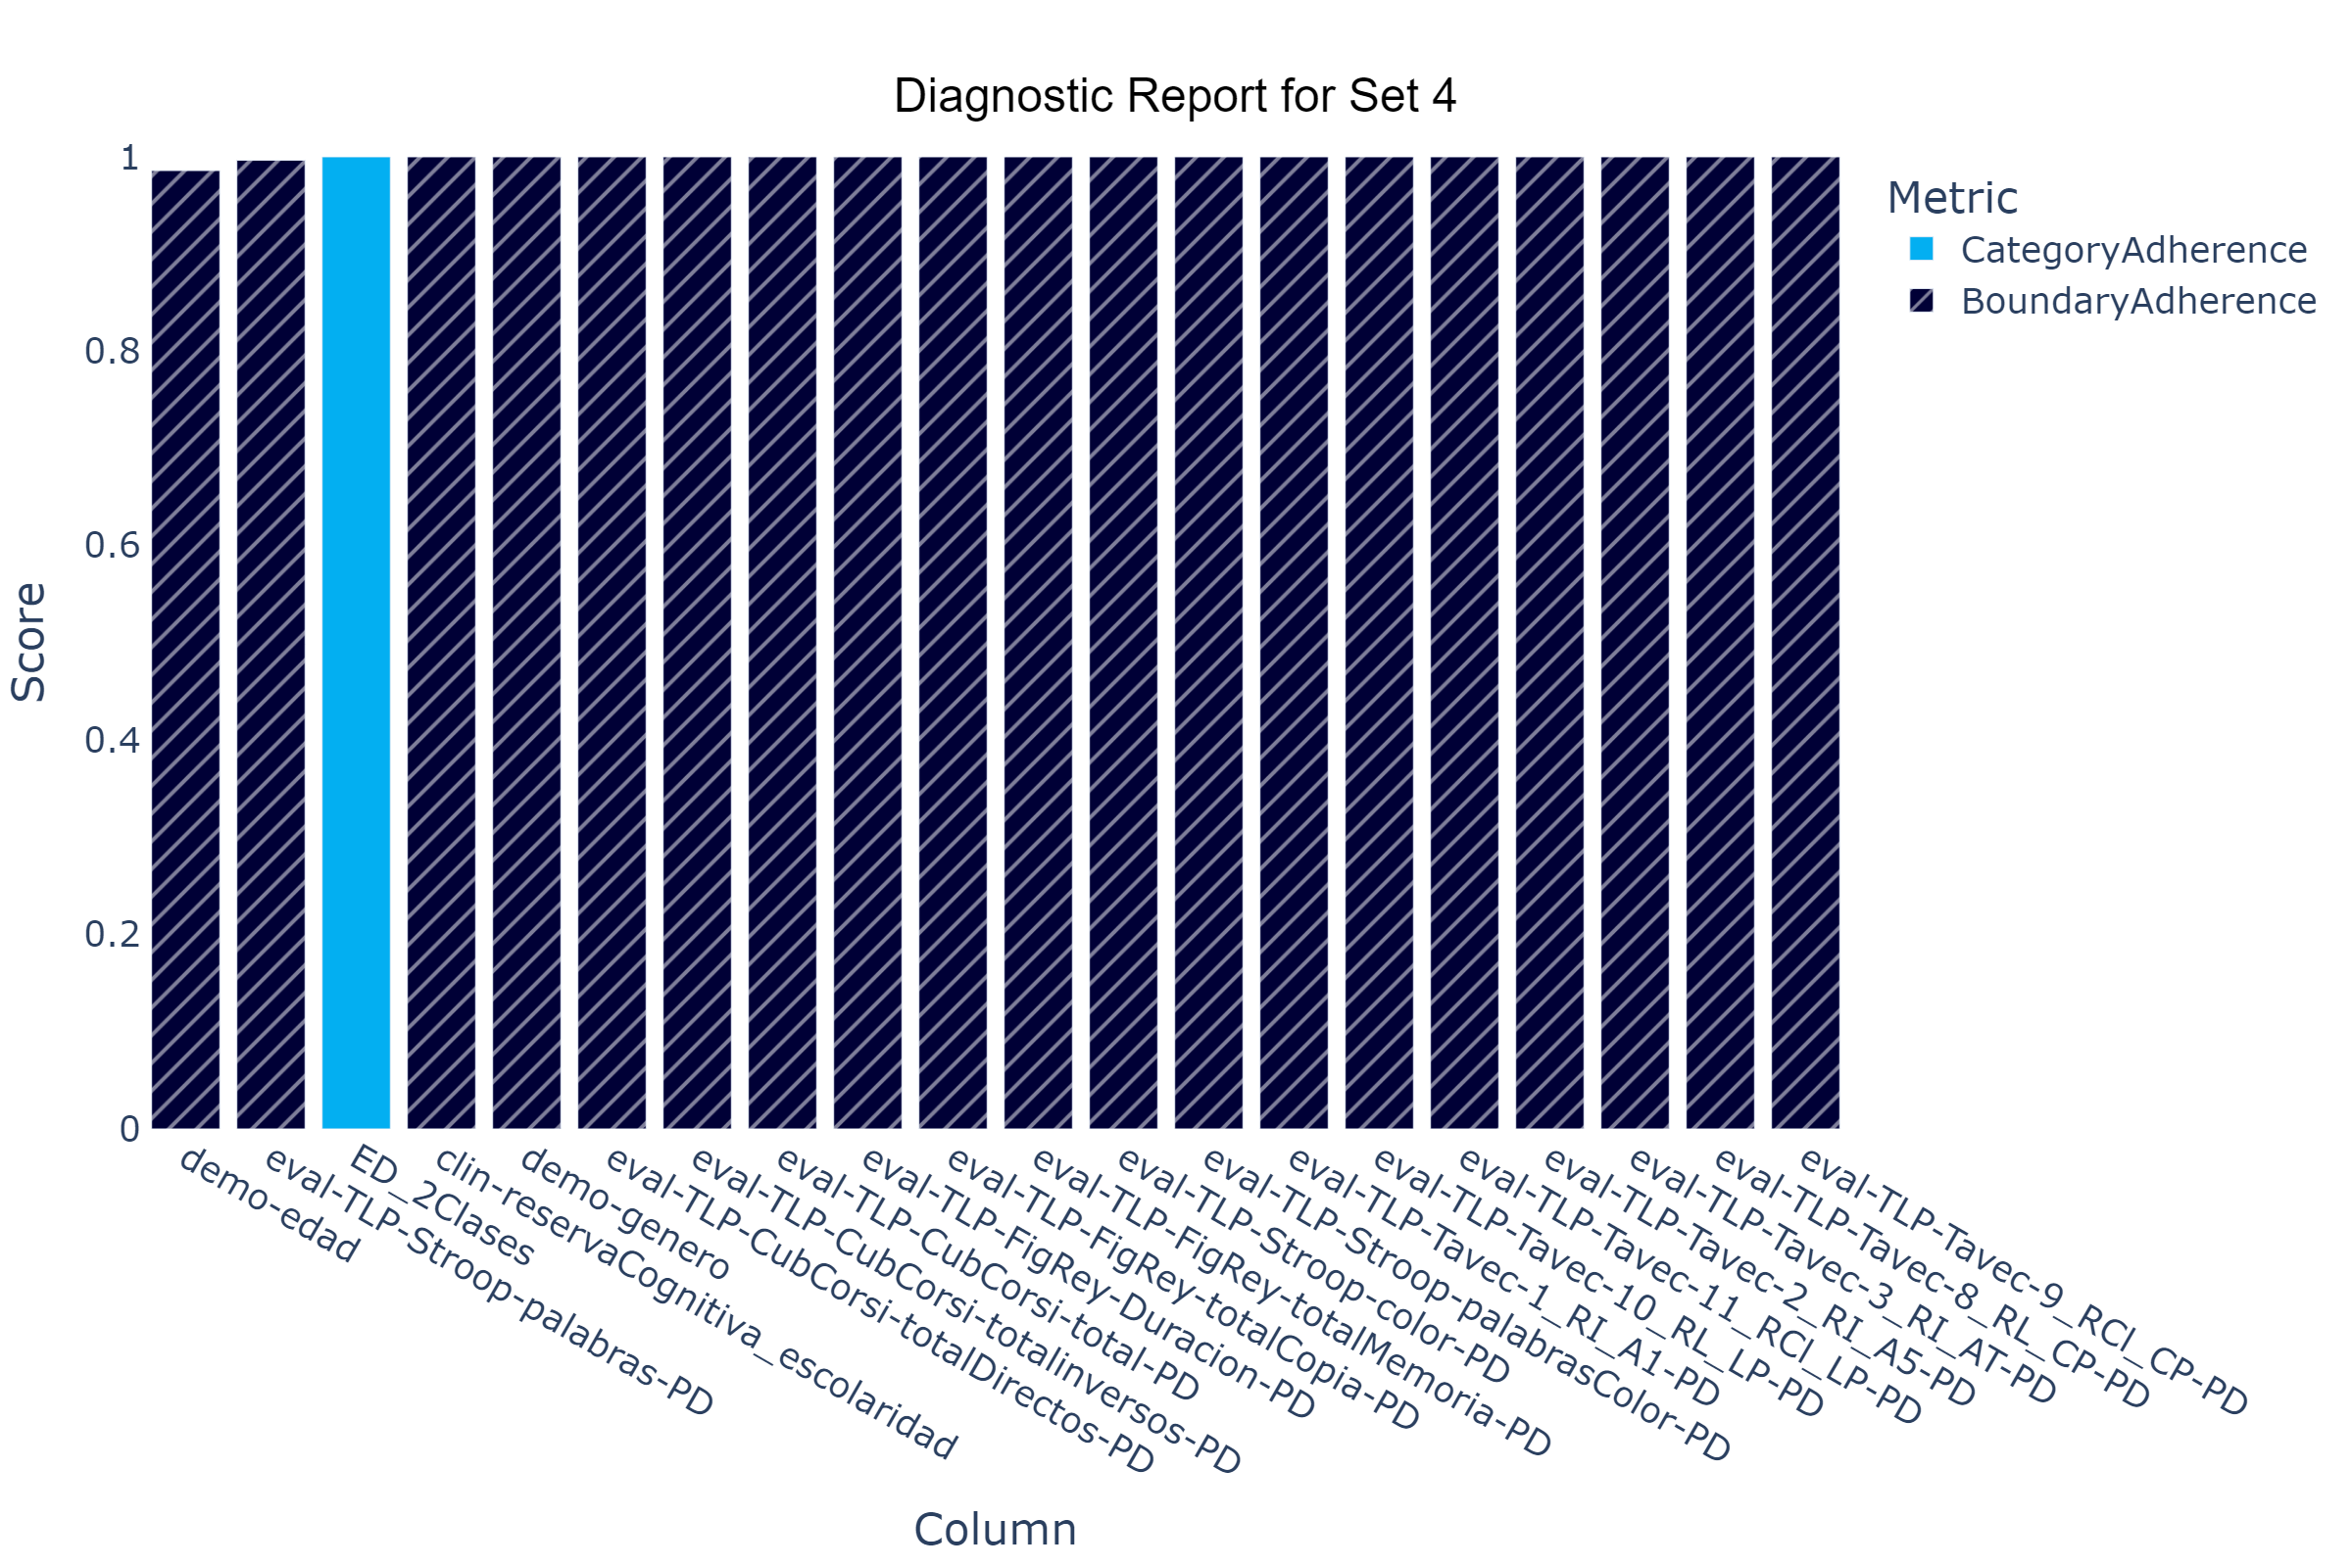 Diagnostic Report for Set 4
1
0.8
0.6
0.4
0.2
0
Score
Metric
CategoryAdherence
BoundaryAdherence
demo-edad
eval-TLP-Stroop-palabras-PD
ED_2Clases
clin-reservaCognitiva_escolaridad
demo-genero
eval-TLP-CubCorsi-totalDirectos-PD
eval-TLP-CubCorsi-totalinversos-PD
eval-TLP-CubCorsi-total-PD
eval-TLP-FigRey-Duracion-PD
eval-TLP-FigRey-totalCopia-PD
eval-TLP-FigRey-totalMemoria-PD
eval-TLP-Stroop-color-PD
eval-TLP-Stroop-palabrasColor-PD
eval-TLP-Tavec-1_RI_A1-PD
eval-TLP-Tavec-10_RL_LP-PD
eval-TLP-Tavec-11_RCl_LP-PD
eval-TLP-Tavec-2_RI_A5-PD
eval-TLP-Tavec-3_RI_AT-PD
eval-TLP-Tavec-8_RL_CP-PD
eval-TLP-Tavec-9_RCl_CP-PD
Column